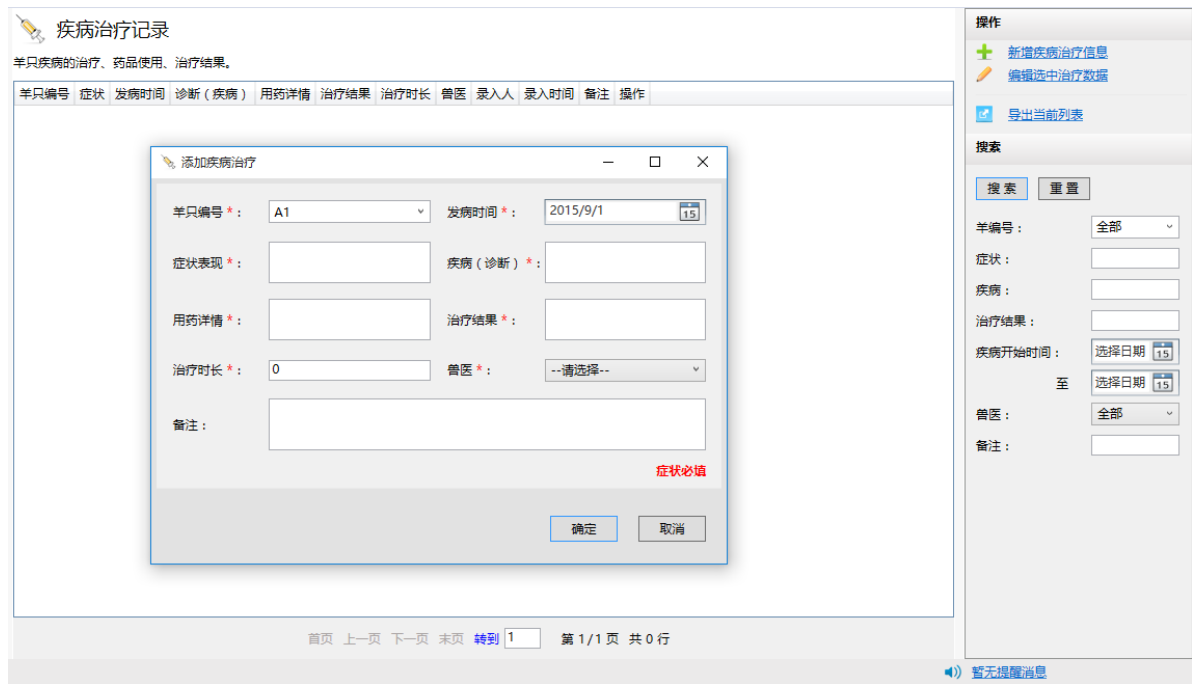 疾病治疗记录
羊只疾病的治疗、药品使用、治疗结果。
羊只编号 症状 发病时间 诊断(疾病) 用药详情 治疗结果 治疗时长 兽医 录入人 录入时间 备注 操作
添加疾病治疗
羊只编号 *: A1 发病时间 *: 2015/9/1 15
症状表现 *: 疾病(诊断) *:
用药详情 *: 治疗结果 *:
治疗时长 *: 0 兽医 *: --请选择--
备注:
症状必填
确定 取消
首页 上一页 下一页 末页 转到 1 第 1/1 页 共 0 行
操作
新增疾病治疗信息
编辑选中治疗数据
导出当前列表
搜索
搜索 重置
羊编号: 全部
症状:
疾病:
治疗结果:
疾病开始时间: 选择日期 15
至 选择日期 15
兽医: 全部
备注:
暂无提醒消息